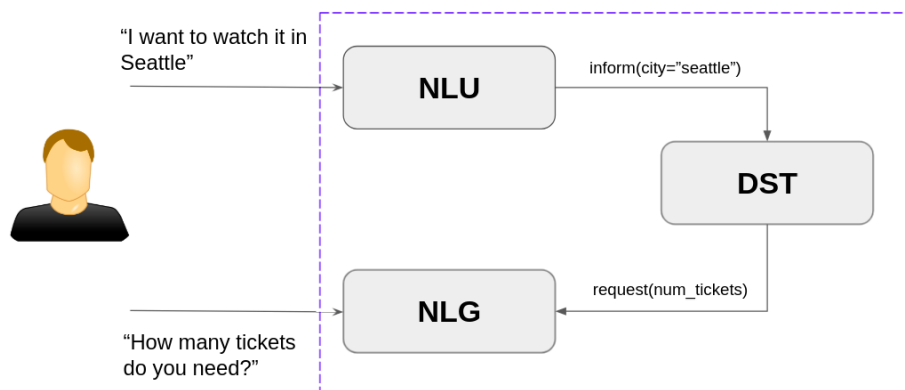 “I want to watch it in
Seattle”
NLU
inform(city=”seattle”)
DST
request(num_tickets)
NLG
“How many tickets
do you need?”